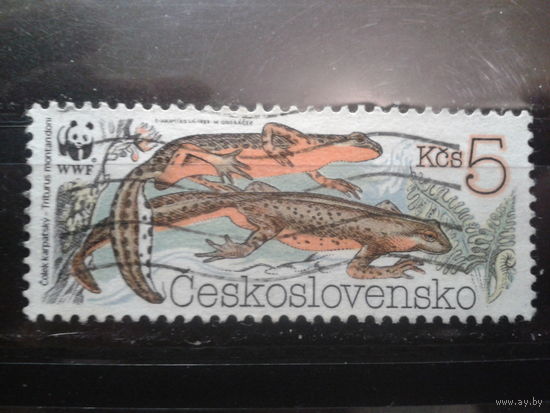 WWF
Kčs 5
Čolek karpatský - Triturus montandoni
Československo
www.ay.by